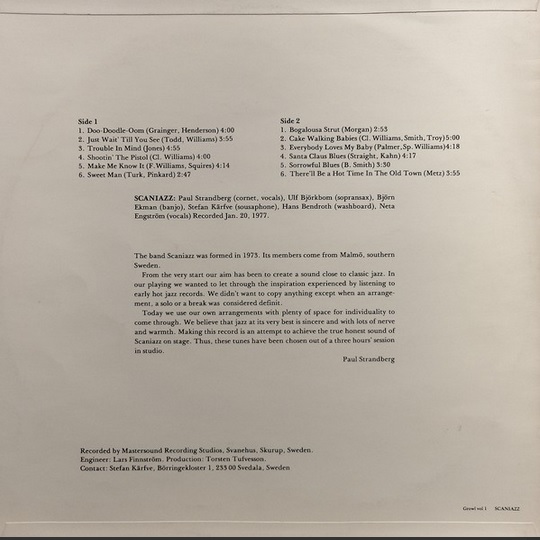 Side 1
1. Doo-Doodle-Oom (Grainger, Henderson) 4:00
2. Just Wait' Till You See (Todd, Williams) 3:55
3. Trouble In Mind (Jones) 4:55
4. Shootin' The Pistol (Cl. Williams) 4:00
5. Make Me Know It (F. Williams, Squires) 4:14
6. Sweet Man (Turk, Pinkard) 2:47
Side 2
1. Bogalousa Strut (Morgan) 2:53
2. Cake Walking Babies (Cl. Williams, Smith, Troy) 5:00
3. Everybody Loves My Baby (Palmer, Sp. Williams) 4:18
4. Santa Claus Blues (Straight, Kahn) 4:17
5. Sorrowful Blues (B. Smith) 3:30
6. There'll Be a Hot Time In The Old Town (Metz) 3:55
SCANIAZZ: Paul Strandberg (cornet, vocals), Ulf Björkbom (sopransax), Björn
Ekman (banjo), Stefan Kärfve (sousaphone), Hans Bendroth (washboard), Neta
Engström (vocals) Recorded Jan. 20, 1977.
The band Scaniazz was formed in 1973. Its members come from Malmö, southern
Sweden.
From the very start our aim has been to create a sound close to classic jazz. In
our playing we wanted to let through the inspiration experienced by listening to
early hot jazz records. We didn't want to copy anything except when an arrange-
ment, a solo or a break was considered definit.
Today we use our own arrangements with plenty of space for individuality to
come through. We believe that jazz at its very best is sincere and with lots of nerve
and warmth. Making this record is an attempt to achieve the true honest sound of
Scaniazz on stage. Thus, these tunes have been chosen out of a three hours' session
in studio.
Paul Strandberg
Recorded by Mastersound Recording Studios, Svanehus, Skurup, Sweden.
Engineer: Lars Finnström. Production: Torsten Tufvesson.
Contact: Stefan Kärfve, Börringekloster 1, 233 00 Svedala, Sweden
Growl vol 1 SCANIAZZ